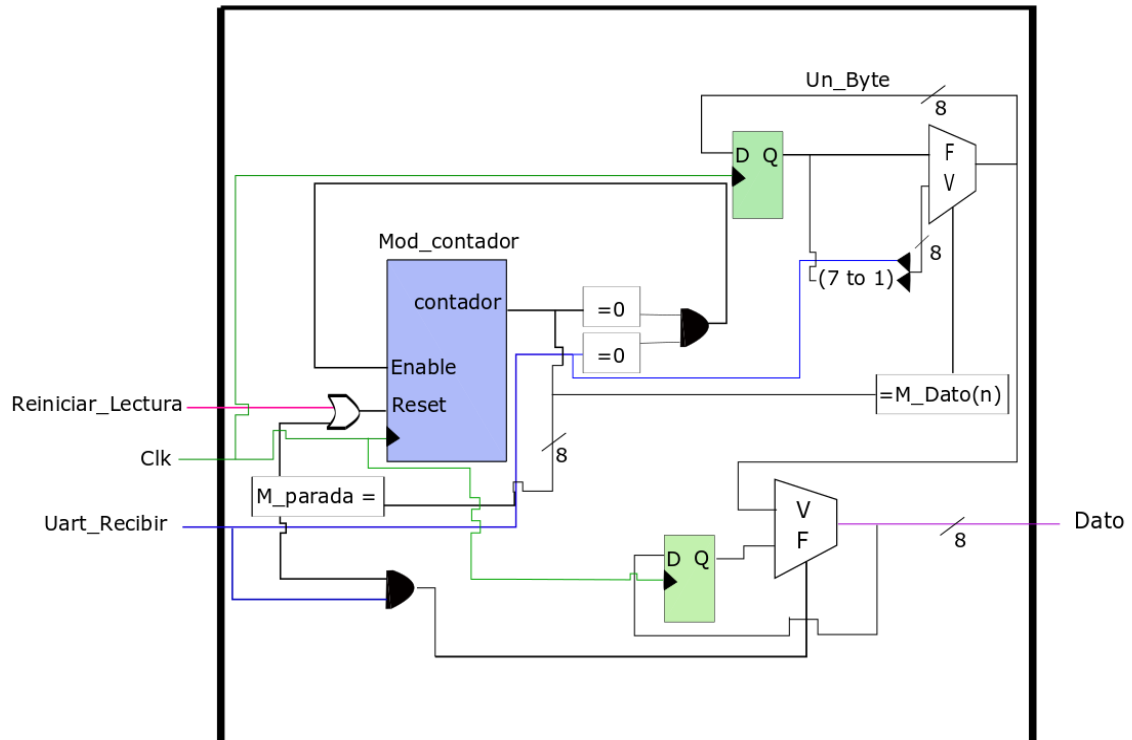 Un_Byte
8
D Q
F
V
8
(7 to 1)
Mod_contador
contador
=0
=0
Enable
Reset
=M_Dato(n)
Reiniciar_Lectura
Clk
8
M_parada =
Uart_Recibir
V
F
D Q
8
Dato